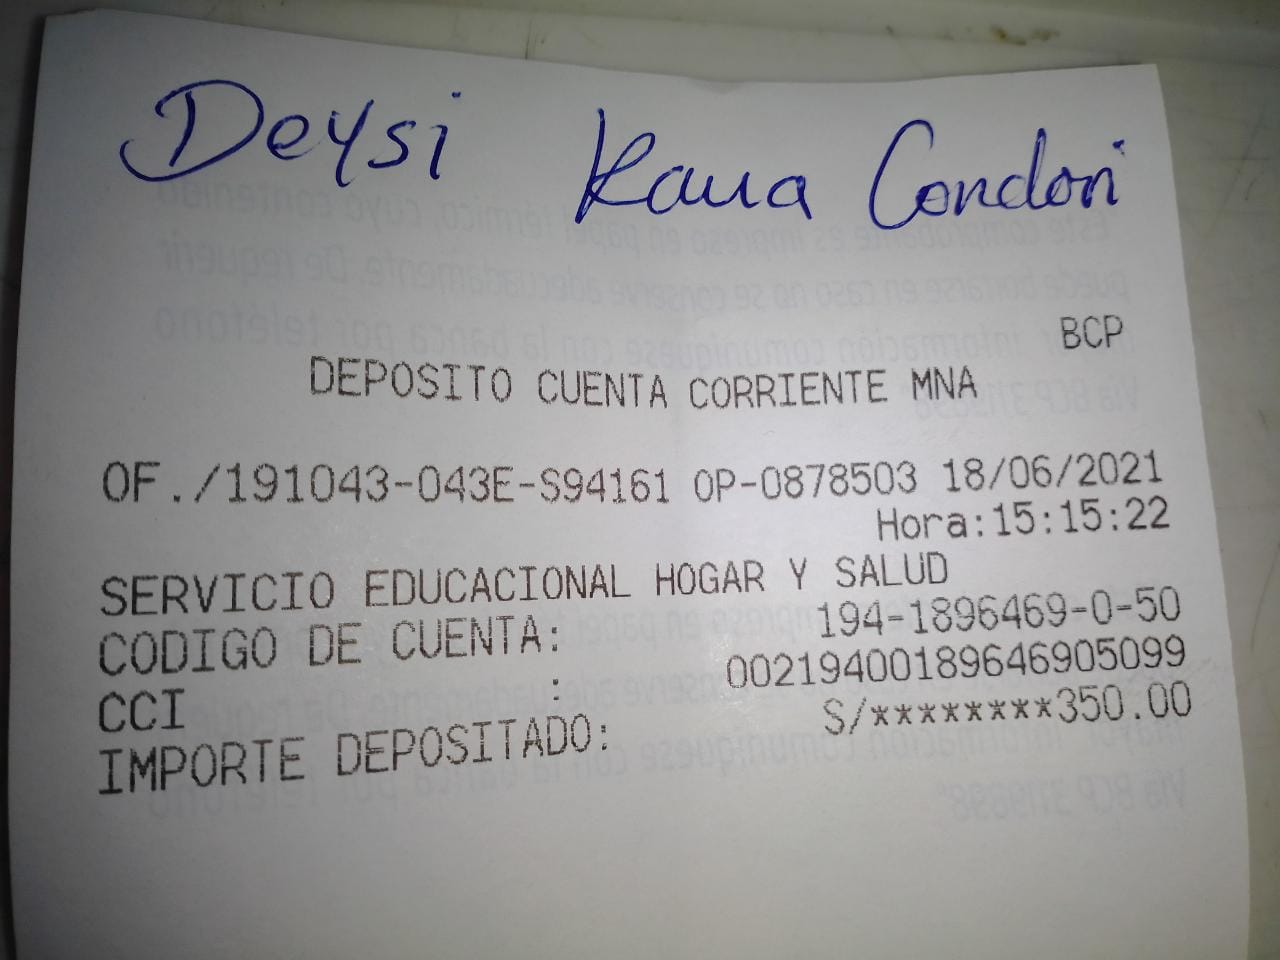 Deysi Kana Condori
BCP
DEPOSITO CUENTA CORRIENTE MNA
OF./191043-043E-S94161 OP-0878503 18/06/2021
Hora:15:15:22
SERVICIO EDUCACIONAL HOGAR Y SALUD
CODIGO DE CUENTA: 194-1896469-0-50
CCI : 00219400189646905099
IMPORTE DEPOSITADO: S/********350.00